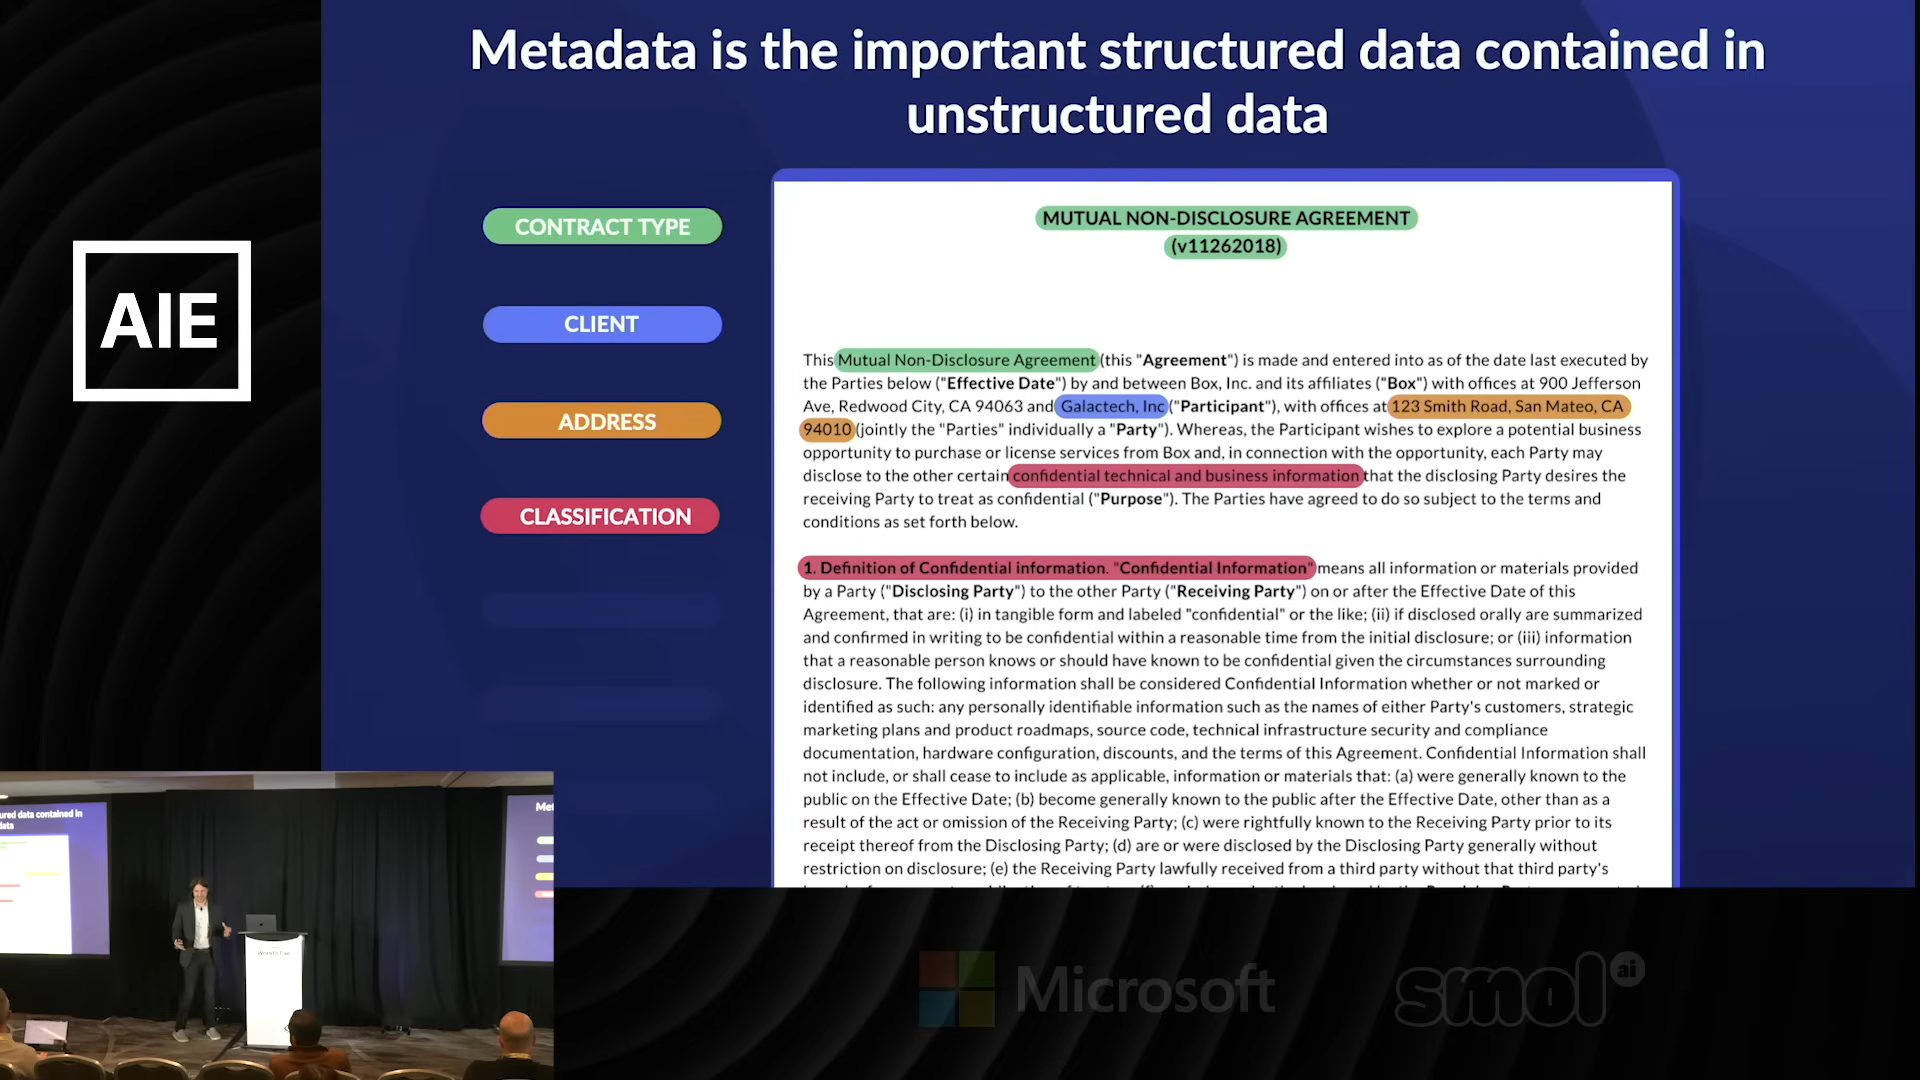 Metadata is the important structured data contained in
unstructured data
AIE
CONTRACT TYPE
CLIENT
ADDRESS
CLASSIFICATION
MUTUAL NON-DISCLOSURE AGREEMENT
(v11262018)
This Mutual Non-Disclosure Agreement (this "Agreement") is made and entered into as of the date last executed by
the Parties below ("Effective Date") by and between Box, Inc. and its affiliates ("Box") with offices at 900 Jefferson
Ave, Redwood City, CA 94063 and Galactech, Inc ("Participant"), with offices at 123 Smith Road, San Mateo, CA
94010 (jointly the "Parties" individually a "Party"). Whereas, the Participant wishes to explore a potential business
opportunity to purchase or license services from Box and, in connection with the opportunity, each Party may
disclose to the other certain confidential technical and business information that the disclosing Party desires the
receiving Party to treat as confidential ("Purpose"). The Parties have agreed to do so subject to the terms and
conditions as set forth below.
1. Definition of Confidential information. "Confidential Information" means all information or materials provided
by a Party ("Disclosing Party") to the other Party ("Receiving Party") on or after the Effective Date of this
Agreement, that are: (i) in tangible form and labeled "confidential" or the like; (ii) if disclosed orally are summarized
and confirmed in writing to be confidential within a reasonable time from the initial disclosure; or (iii) information
that a reasonable person knows or should have known to be confidential given the circumstances surrounding
disclosure. The following information shall be considered Confidential Information whether or not marked or
identified as such: any personally identifiable information such as the names of either Party's customers, strategic
marketing plans and product roadmaps, source code, technical infrastructure security and compliance
documentation, hardware configuration, discounts, and the terms of this Agreement. Confidential Information shall
not include, or shall cease to include as applicable, information or materials that: (a) were generally known to the
public on the Effective Date; (b) become generally known to the public after the Effective Date, other than as a
result of the act or omission of the Receiving Party; (c) were rightfully known to the Receiving Party prior to its
receipt thereof from the Disclosing Party; (d) are or were disclosed by the Disclosing Party generally without
restriction on disclosure; (e) the Receiving Party lawfully received from a third party without that third party's
ured data contained in
data
Met
World's Fair
Microsoft
smol ai